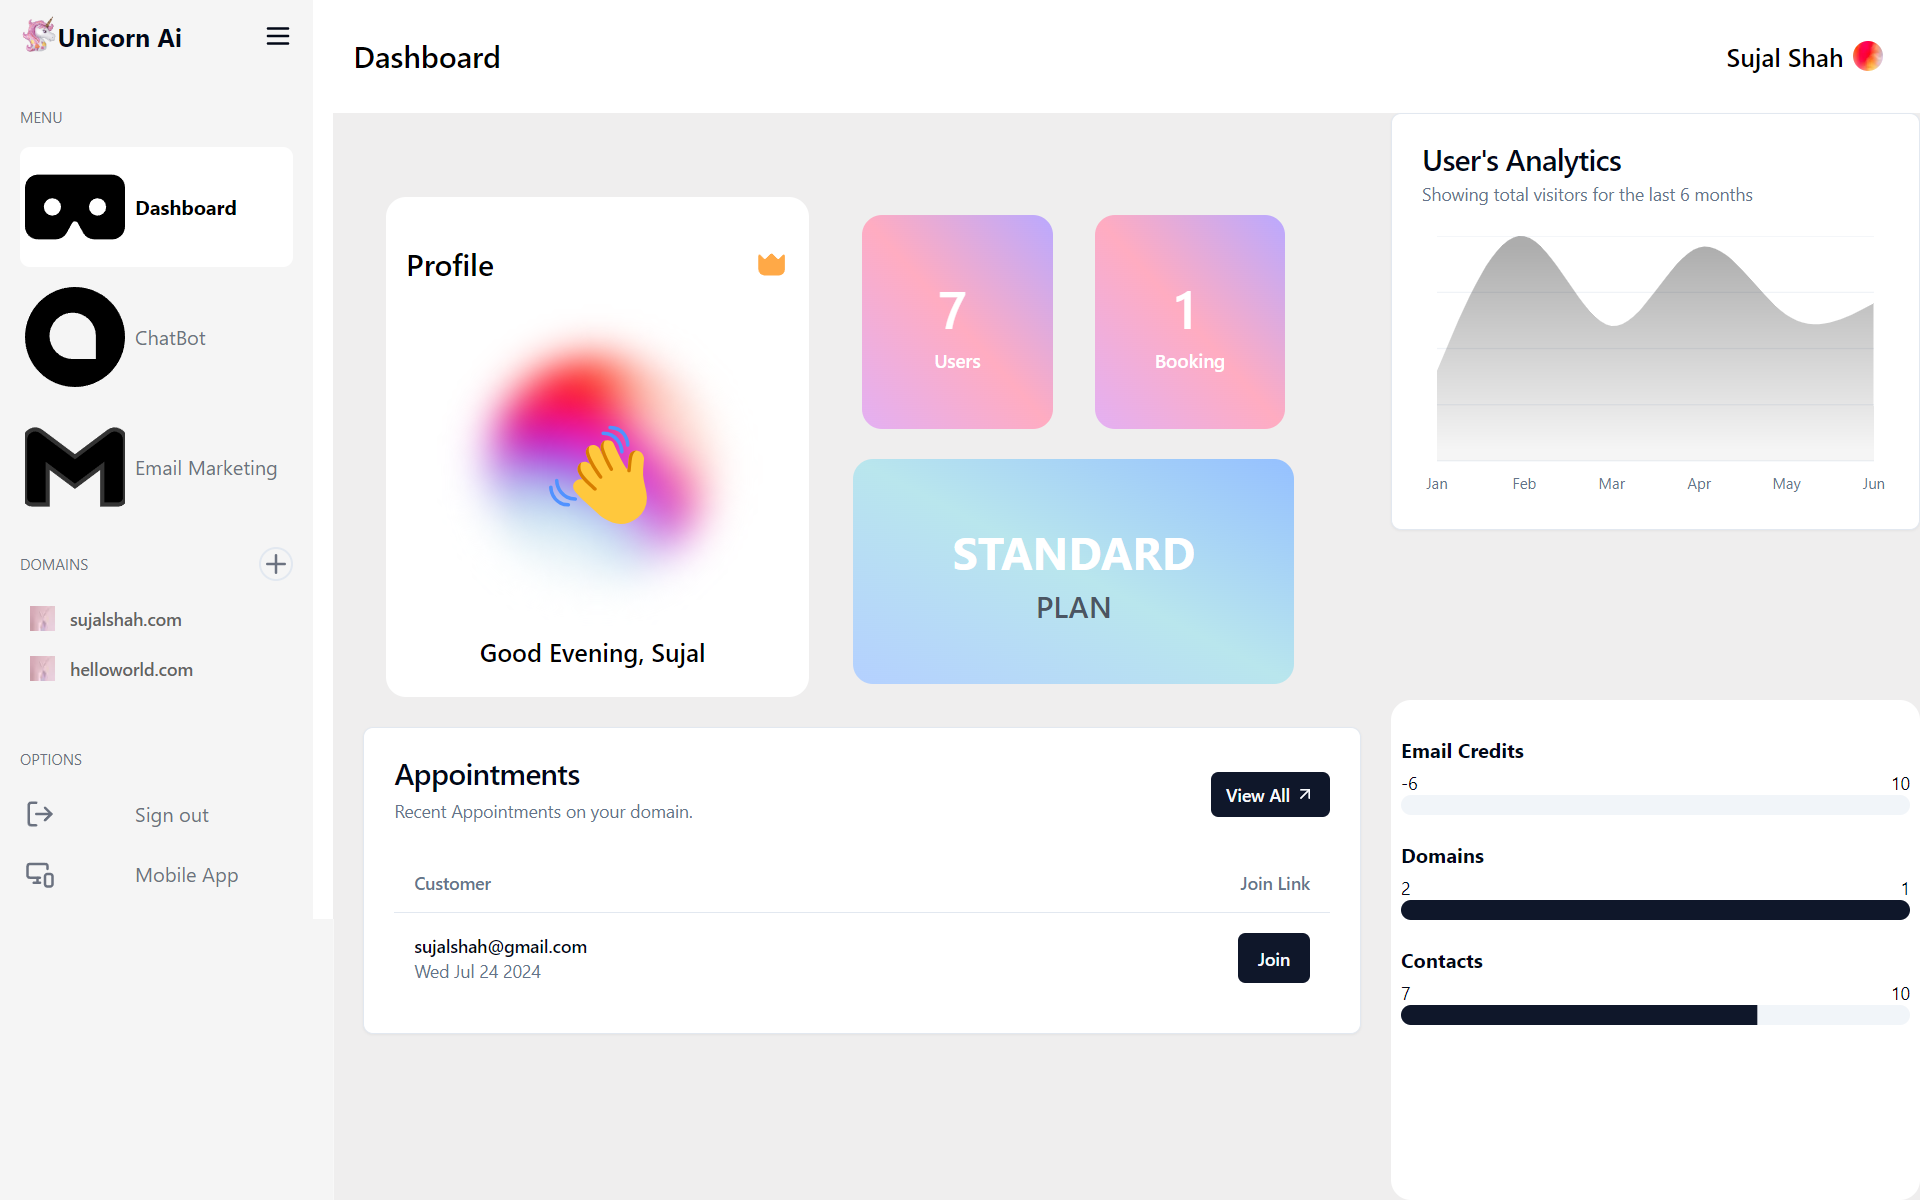 Unicorn Ai
MENU
Dashboard
ChatBot
Email Marketing
DOMAINS
sujalshah.com
helloworld.com
OPTIONS
Sign out
Mobile App
Dashboard
Sujal Shah
Profile
Good Evening, Sujal
7
Users
1
Booking
STANDARD
PLAN
User's Analytics
Showing total visitors for the last 6 months
Jan Feb Mar Apr May Jun
Appointments
Recent Appointments on your domain.
View All
Customer Join Link
sujalshah@gmail.com
Wed Jul 24 2024
Join
Email Credits
-6 10
Domains
2 1
Contacts
7 10